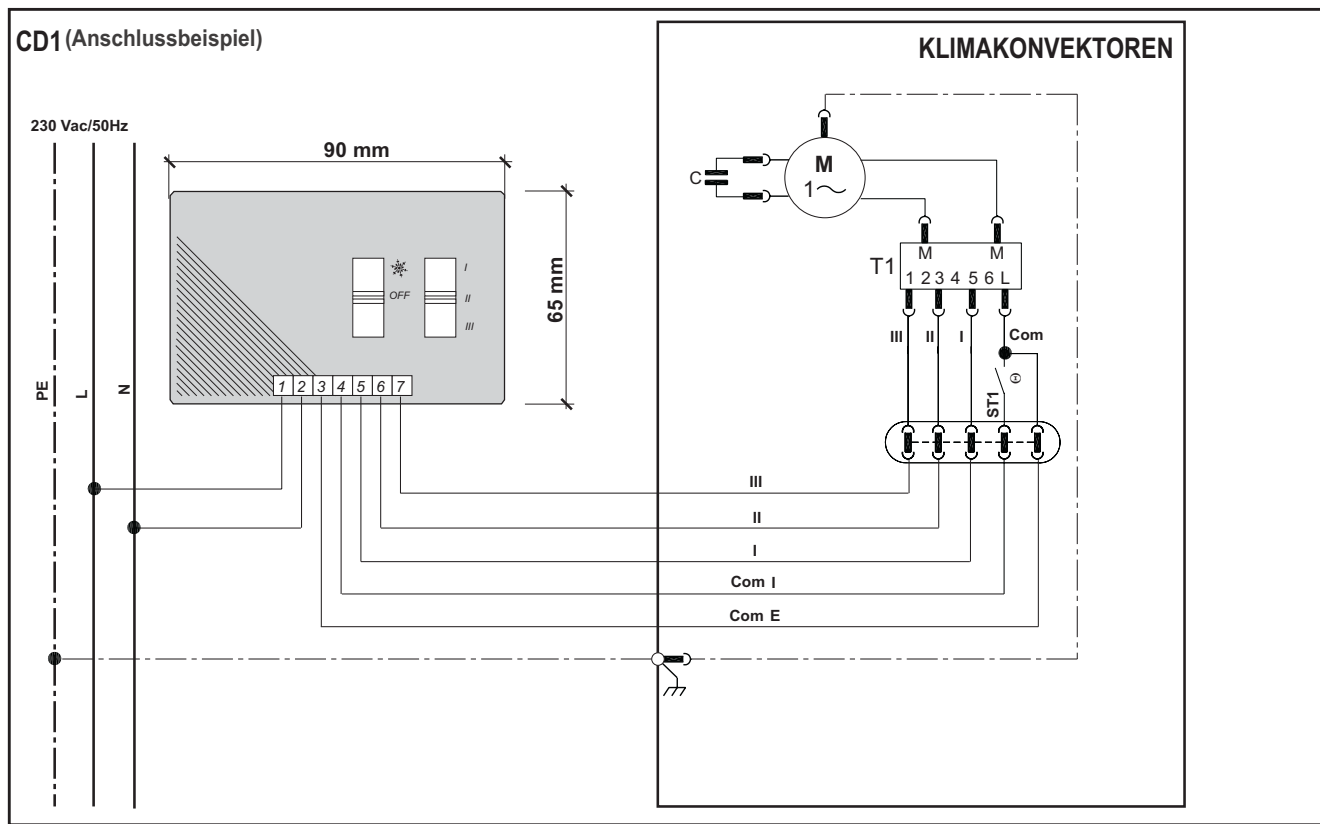 CD1 (Anschlussbeispiel)
KLIMAKONVEKTOREN
230 Vac/50Hz
90 mm
65 mm
PE
L
N
OFF
I
II
III
1 2 3 4 5 6 7
C
M
1
M M
T1
1 2 3 4 5 6 L
III II I Com
Θ
ST1
III
II
I
Com I
Com E